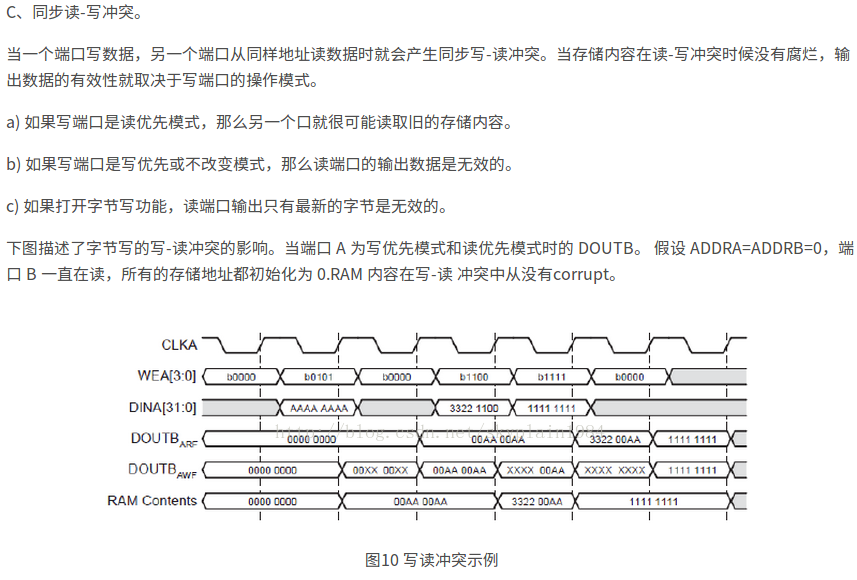 C、同步读-写冲突。
当一个端口写数据，另一个端口从同样地址读数据时就会产生同步写-读冲突。当存储内容在读-写冲突时候没有腐烂，输
出数据的有效性就取决于写端口的操作模式。
a) 如果写端口是读优先模式，那么另一个口就很可能读取旧的存储内容。
b) 如果写端口是写优先或不改变模式，那么读端口的输出数据是无效的。
c) 如果打开字节写功能，读端口输出只有最新的字节是无效的。
下图描述了字节写的写-读冲突的影响。当端口 A 为写优先模式和读优先模式时的 DOUTB。 假设 ADDRA=ADDRB=0，端
口 B 一直在读，所有的存储地址都初始化为 0.RAM 内容在写-读 冲突中从没有corrupt。
CLKA
WEA[3:0] b0000 b0101 b0000 b1100 b1111 b0000
DINA[31:0] AAAA AAAA 3322 1100 1111 1111
DOUTB ARF 0000 0000 00AA 00AA 3322 00AA 1111 1111
DOUTB AWF 0000 0000 00XX 00XX 00AA 00AA XXXX 00AA XXXX XXXX 1111 1111
RAM Contents 0000 0000 00AA 00AA 3322 00AA 1111 1111
图10 写读冲突示例